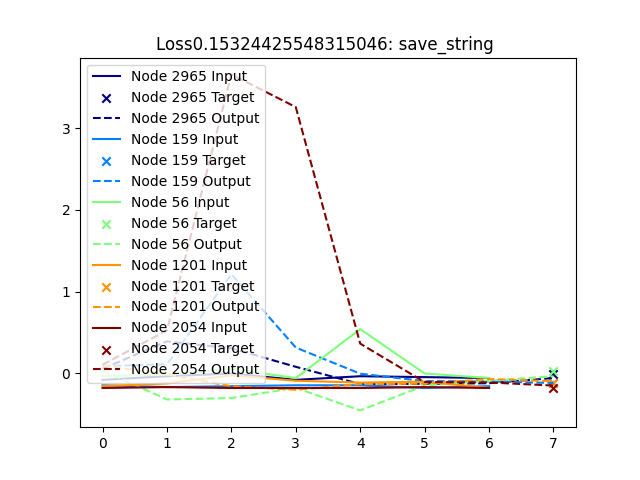 Loss0.15324425548315046: save_string
Node 2965 Input
Node 2965 Target
Node 2965 Output
Node 159 Input
Node 159 Target
Node 159 Output
Node 56 Input
Node 56 Target
Node 56 Output
Node 1201 Input
Node 1201 Target
Node 1201 Output
Node 2054 Input
Node 2054 Target
Node 2054 Output
3
2
1
0
0 1 2 3 4 5 6 7